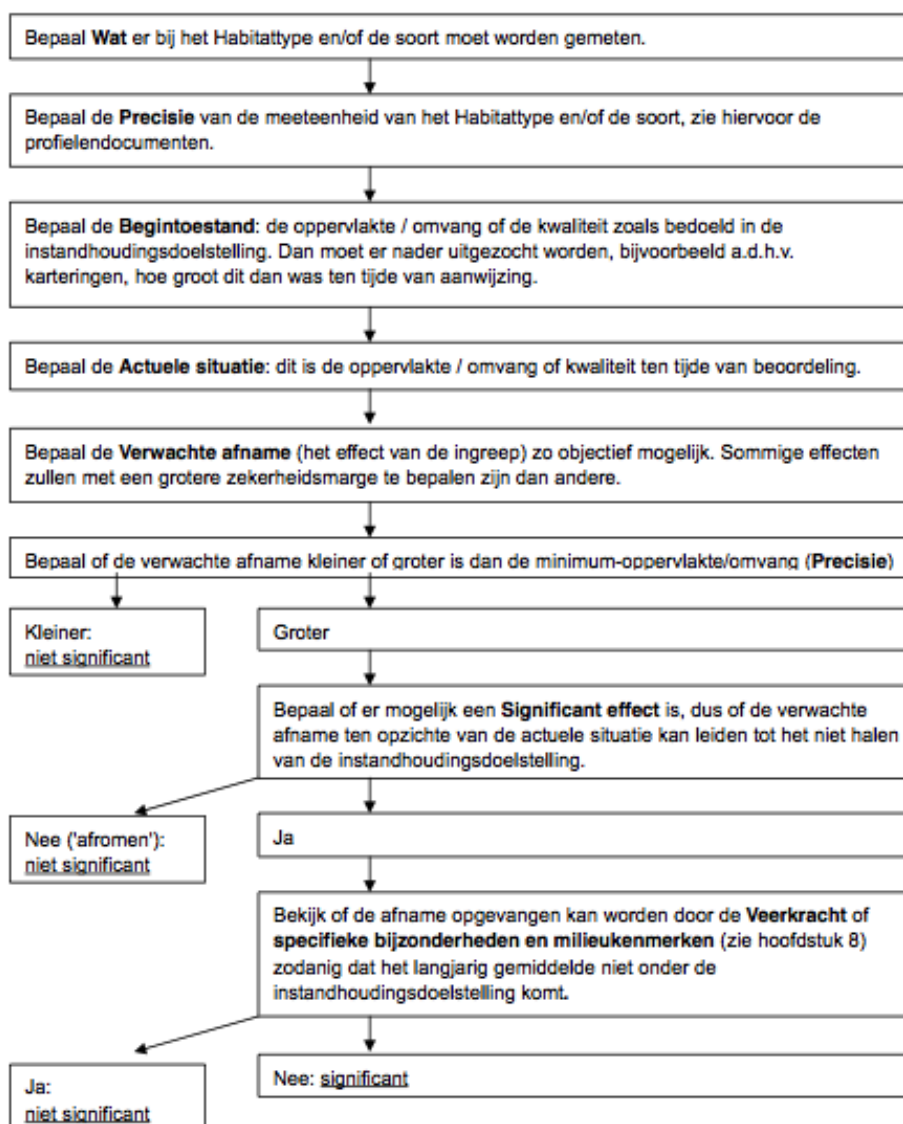 Bepaal Wat er bij het Habitattype en/of de soort moet worden gemeten.
Bepaal de Precisie van de meeteenheid van het Habitattype en/of de soort, zie hiervoor de
profielendocumenten.
Bepaal de Begintoestand: de oppervlakte / omvang of de kwaliteit zoals bedoeld in de
instandhoudingsdoelstelling. Dan moet er nader uitgezocht worden, bijvoorbeeld a.d.h.v.
karteringen, hoe groot dit dan was ten tijde van aanwijzing.
Bepaal de Actuele situatie: dit is de oppervlakte / omvang of kwaliteit ten tijde van beoordeling.
Bepaal de Verwachte afname (het effect van de ingreep) zo objectief mogelijk. Sommige effecten
zullen met een grotere zekerheidsmarge te bepalen zijn dan andere.
Bepaal of de verwachte afname kleiner of groter is dan de minimum-oppervlakte/omvang (Precisie)
Kleiner:
niet significant
Groter
Bepaal of er mogelijk een Significant effect is, dus of de verwachte
afname ten opzichte van de actuele situatie kan leiden tot het niet halen
van de instandhoudingsdoelstelling.
Nee ('afromen'):
niet significant
Ja
Bekijk of de afname opgevangen kan worden door de Veerkracht of
specifieke bijzonderheden en milieukenmerken (zie hoofdstuk 8)
zodanig dat het langjarig gemiddelde niet onder de
instandhoudingsdoelstelling komt.
Ja:
niet significant
Nee: significant